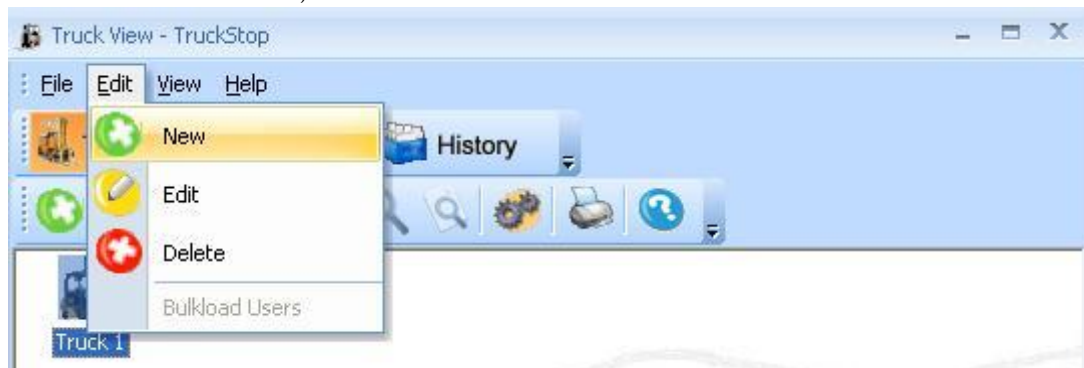 Truck View - TruckStop
File Edit View Help
New
History
Edit
Delete
Bulkload Users
Truck 1